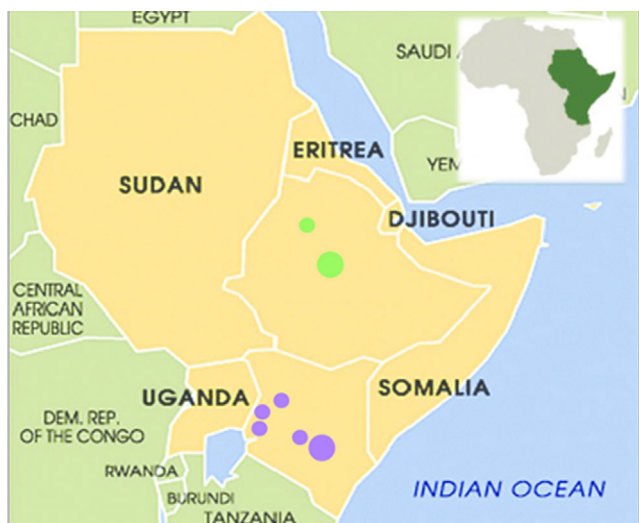 EGYPT
SAUDI
CHAD
ERITREA
YEM
SUDAN
DJIBOUTI
CENTRAL
AFRICAN
REPUBLIC
UGANDA
SOMALIA
DEM. REP.
OF THE CONGO
RWANDA
BURUNDI
INDIAN OCEAN
TANZANIA